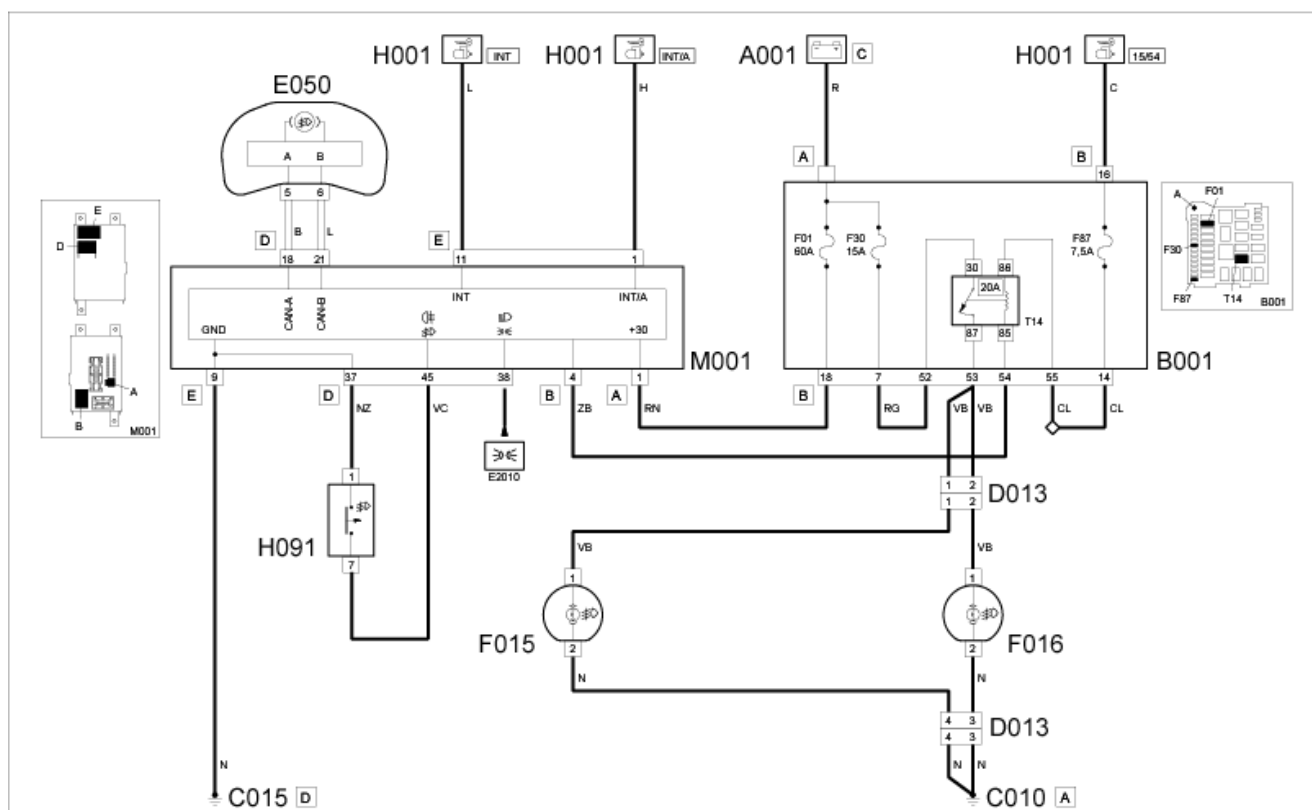 H001 INT H001 INT/A A001 C H001 15/54
E050 L H R C
A B A B
5 6 16
B L
D E
18 21 11 1
E
D
A
B M001
INT INT/A
CAN-A CAN-B
GND +30
M001
F01 60A F30 15A 30 86 F87 7,5A
20A
T14
87 85
B001
A F01
F30
F87 T14 B001
E 9 D 37 45 38 B 4 A 1 B 18 7 52 53 54 55 14
NZ VC ZB RN RG VB VB CL CL
E2010
1
H091
7
1 2 D013
1 2
VB VB
1 1
F015 F016
2 2
N N
4 3 D013
4 3
N N N
C015 D C010 A